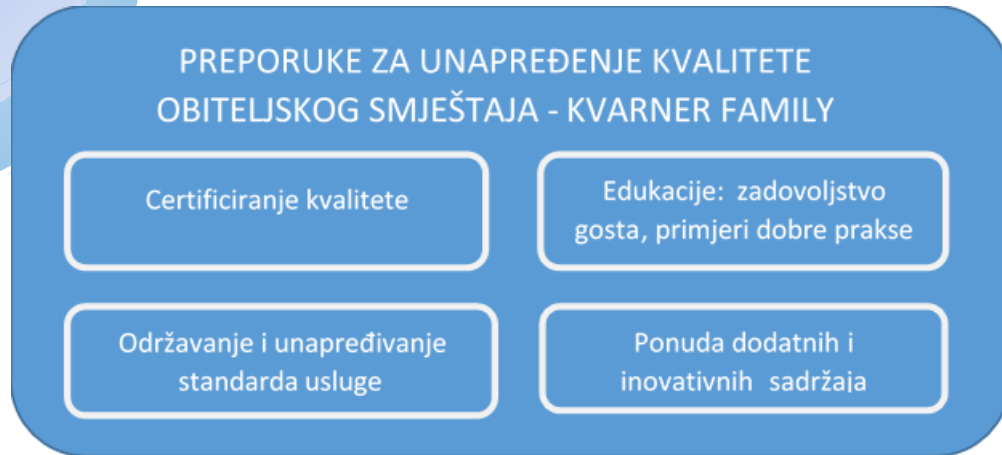 PREPORUKE ZA UNAPREĐENJE KVALITETE
OBITELJSKOG SMJEŠTAJA - KVARNER FAMILY
Certificiranje kvalitete
Edukacije: zadovoljstvo
gosta, primjeri dobre prakse
Održavanje i unapređivanje
standarda usluge
Ponuda dodatnih i
inovativnih sadržaja